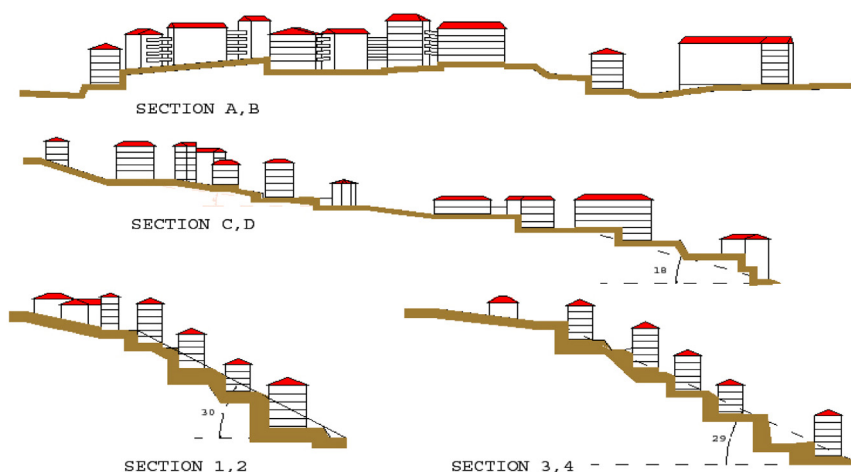 SECTION A,B
SECTION C,D
18
30
29
SECTION 1,2
SECTION 3,4